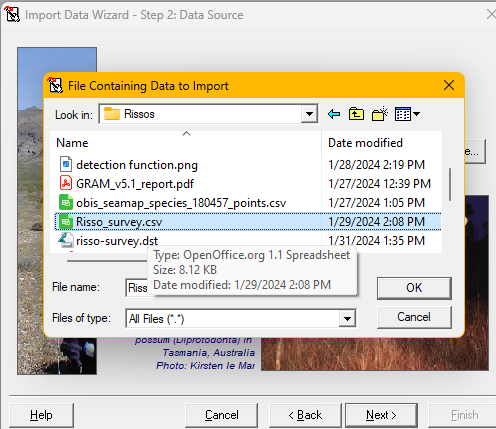 Import Data Wizard - Step 2: Data Source
File Containing Data to Import
Look in:
Rissos
Name
Date modified
detection function.png
1/28/2024 2:19 PM
GRAM_v5.1_report.pdf
1/27/2024 12:39 PM
obis_seamap_species_180457_points.csv
1/27/2024 1:05 PM
Risso_survey.csv
1/29/2024 2:08 PM
risso-survey.dst
1/31/2024 1:35 PM
Type: OpenOffice.org 1.1 Spreadsheet
Size: 8.12 KB
Date modified: 1/29/2024 2:08 PM
File name:
Riss
OK
Files of type:
All Files (*.*)
Cancel
possum (Diprotodonta) in
Tasmania, Australia
Photo: Kirsten le Mar
Help
Cancel
< Back
Next >
Finish